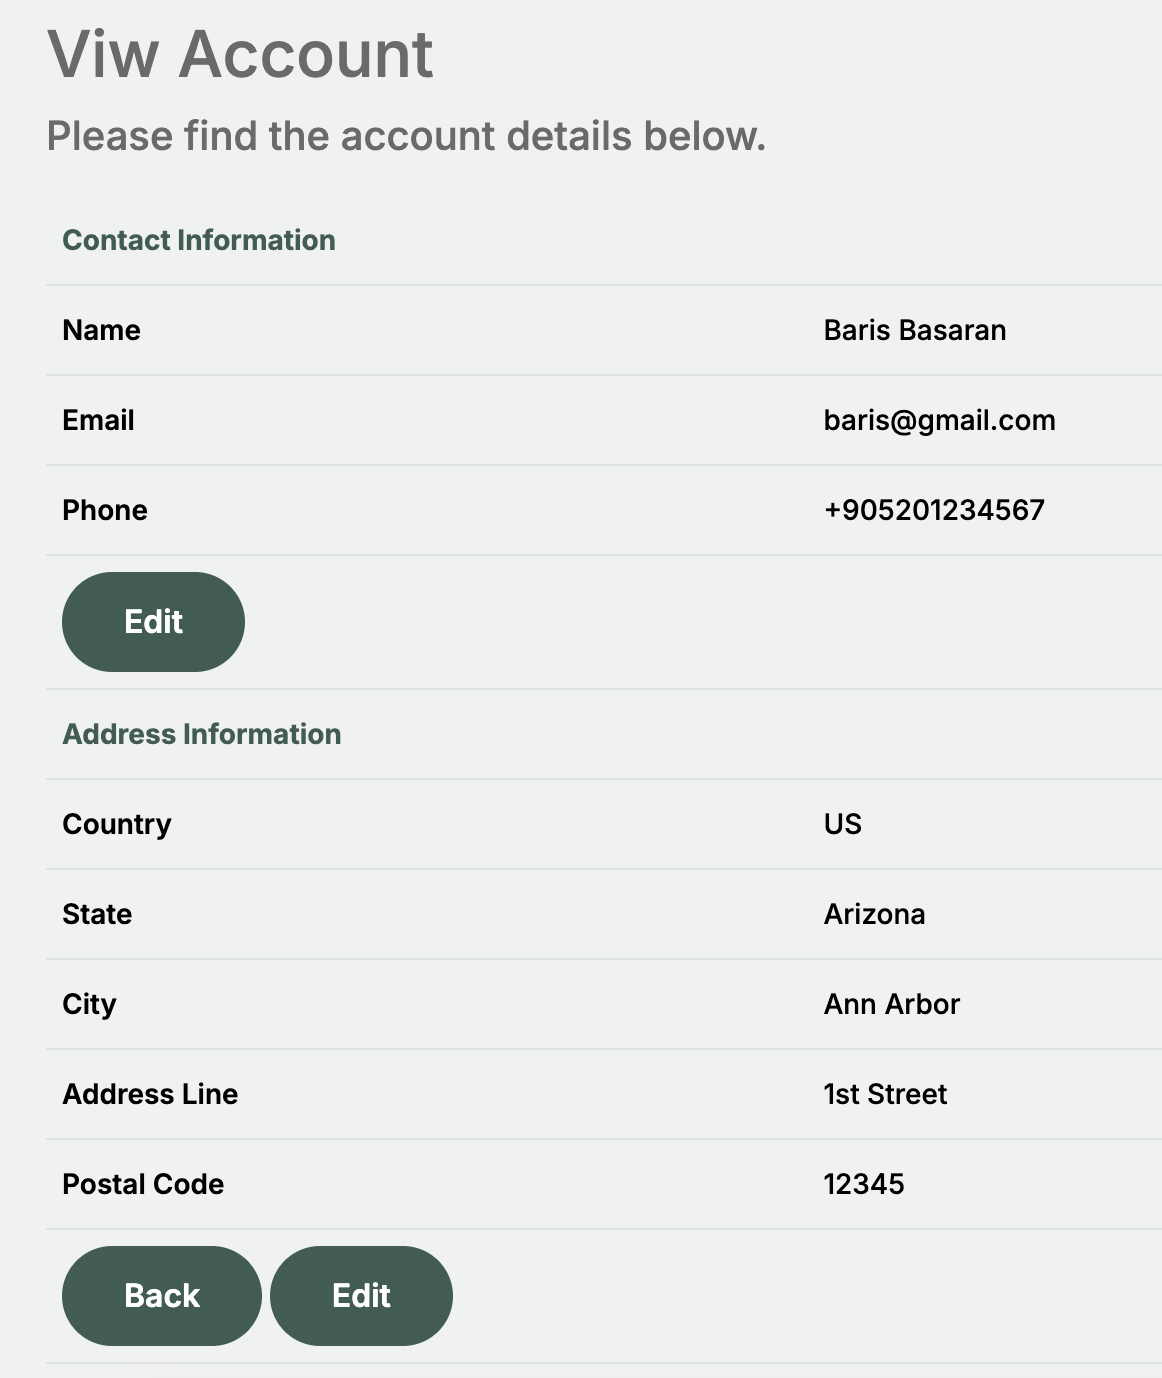 Viw Account
Please find the account details below.
Contact Information
Name Baris Basaran
Email baris@gmail.com
Phone +905201234567
Edit
Address Information
Country US
State Arizona
City Ann Arbor
Address Line 1st Street
Postal Code 12345
Back Edit